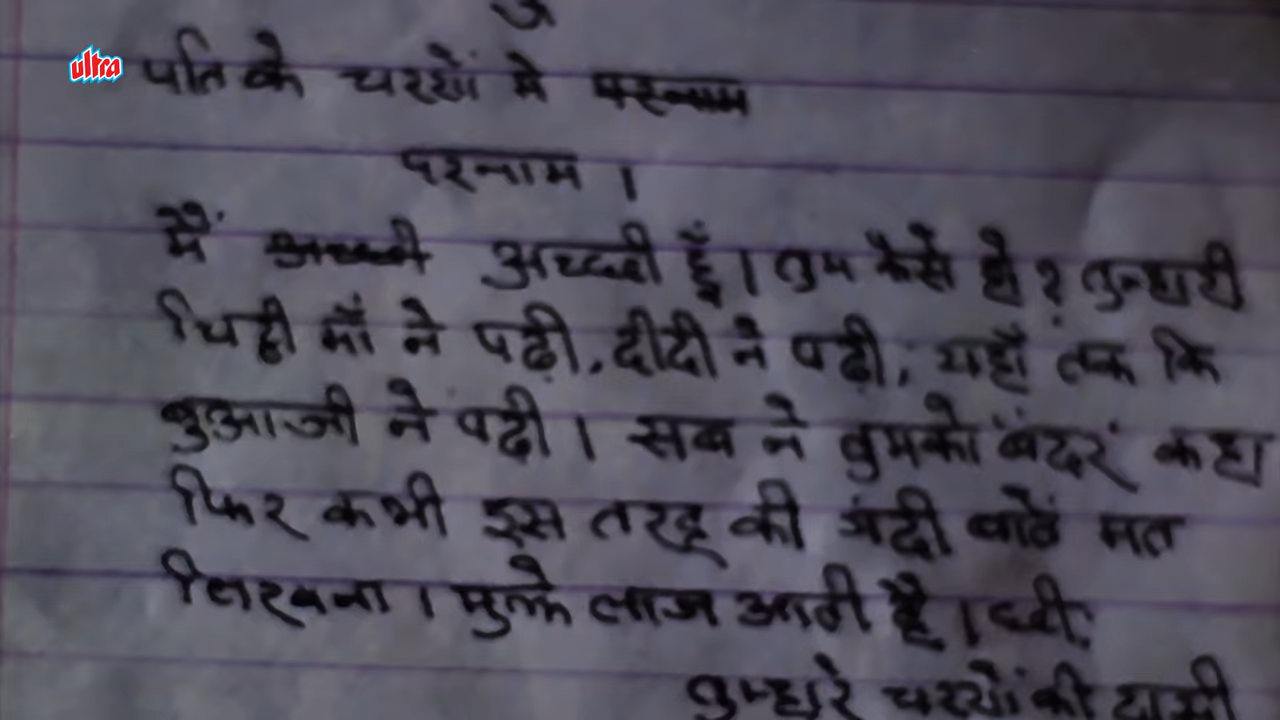 ultra
पति के चरणों मे
परनाम ।
मैं अच्छी हूँ । तुम कैसे हो ? तुम्हारी
चिट्ठी माँ ने पढ़ी, दीदी ने पढ़ी, यहाँ तक कि
बुआजी ने पढ़ी । सब ने तुमको "बंदर" कहा
फिर कभी इस तरह की गंदी बातें मत
लिखना । मुझे लाज आती है । छी:
तुम्हारे चरणों की दासी